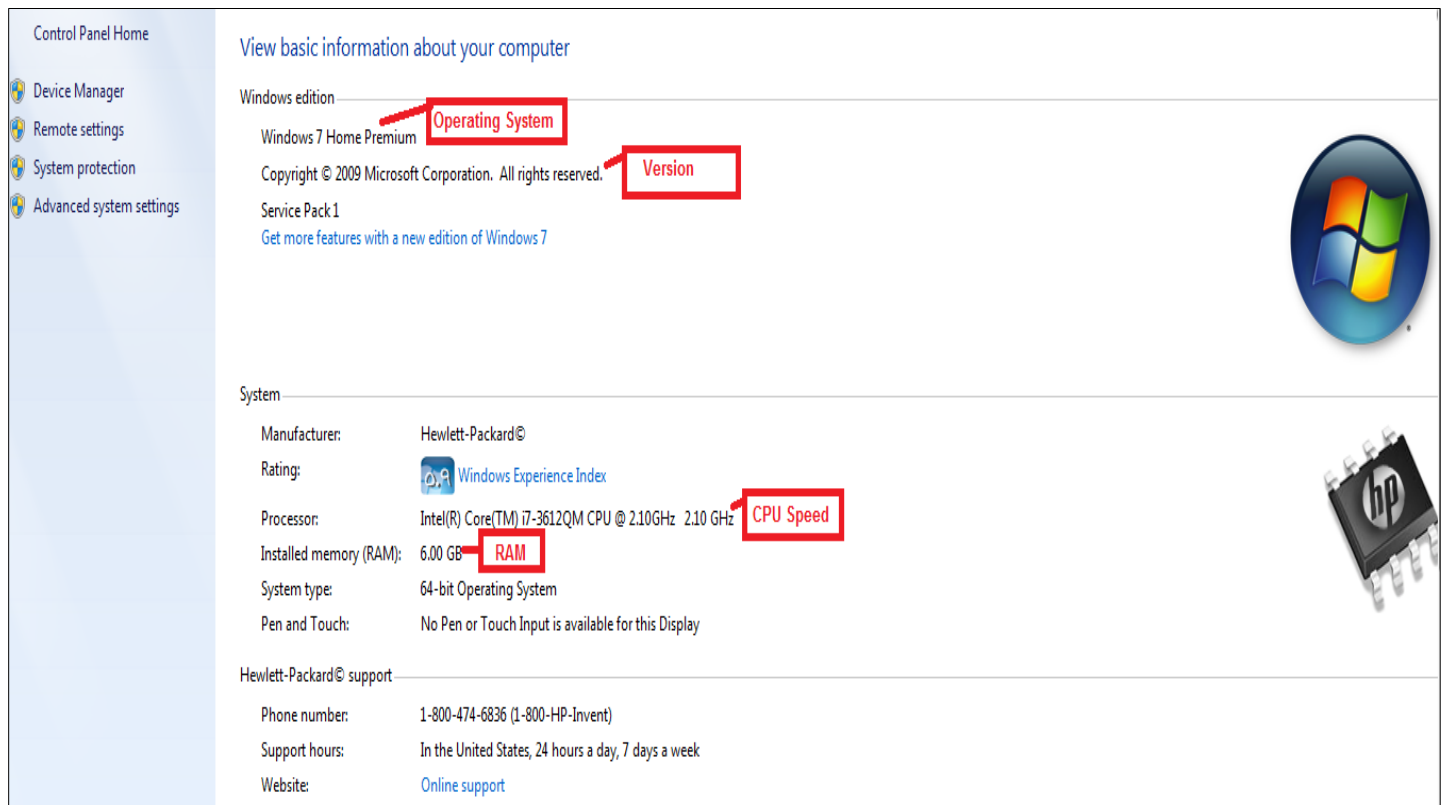 Control Panel Home
Device Manager
Remote settings
System protection
Advanced system settings
View basic information about your computer
Windows edition
Operating System
Windows 7 Home Premium
Version
Copyright © 2009 Microsoft Corporation.  All rights reserved.
Service Pack 1
Get more features with a new edition of Windows 7
System
Manufacturer: Hewlett-Packard©
Rating: Windows Experience Index
Processor: Intel(R) Core(TM) i7-3612QM CPU @ 2.10GHz  2.10 GHz CPU Speed
Installed memory (RAM): 6.00 GB RAM
System type: 64-bit Operating System
Pen and Touch: No Pen or Touch Input is available for this Display
hp
Hewlett-Packard© support
Phone number: 1-800-474-6836 (1-800-HP-Invent)
Support hours: In the United States, 24 hours a day, 7 days a week
Website: Online support